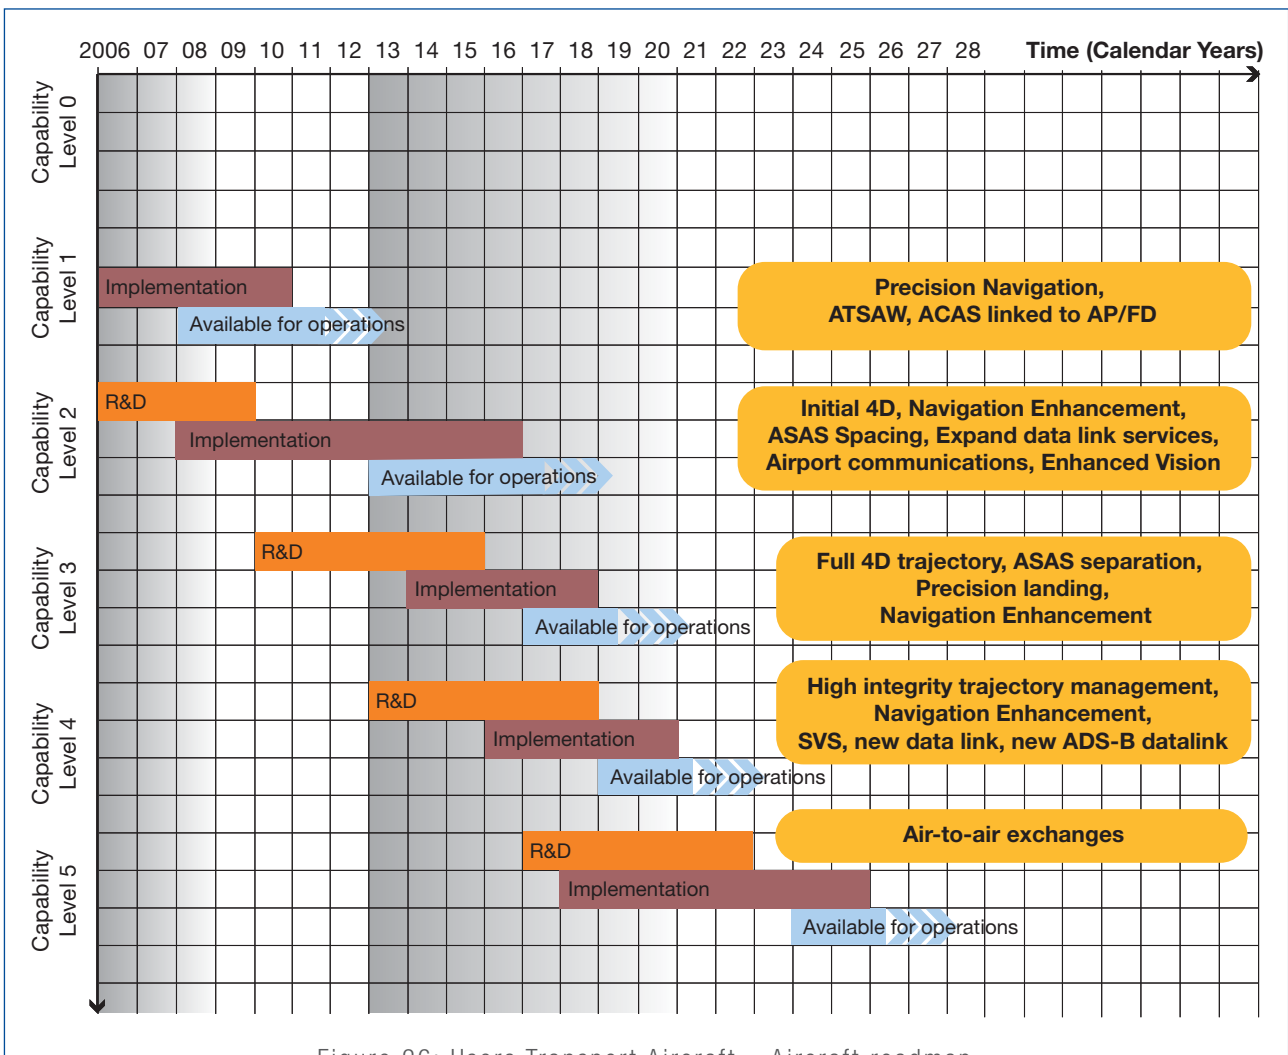 2006 07 08 09 10 11 12 13 14 15 16 17 18 19 20 21 22 23 24 25 26 27 28 Time (Calendar Years)
Capability
Level 0
Capability
Level 1
Implementation
Available for operations
Precision Navigation,
ATSAW, ACAS linked to AP/FD
Capability
Level 2
R&D
Implementation
Available for operations
Initial 4D, Navigation Enhancement,
ASAS Spacing, Expand data link services,
Airport communications, Enhanced Vision
Capability
Level 3
R&D
Implementation
Available for operations
Full 4D trajectory, ASAS separation,
Precision landing,
Navigation Enhancement
Capability
Level 4
R&D
Implementation
Available for operations
High integrity trajectory management,
Navigation Enhancement,
SVS, new data link, new ADS-B datalink
Capability
Level 5
R&D
Implementation
Available for operations
Air-to-air exchanges
Transport Aircraft - Aircraft roadmap